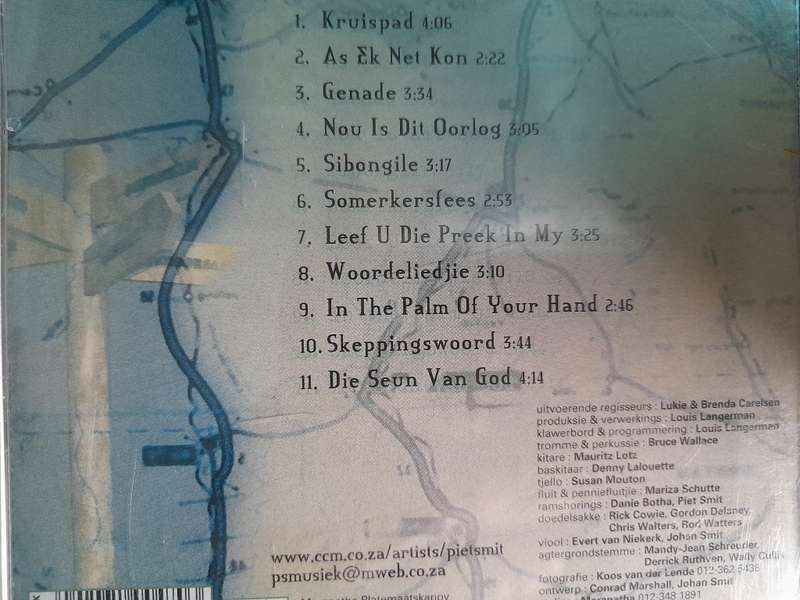 1. Kruispad 4:06
2. As Ek Net Kon 2:22
3. Genade 3:34
4. Nou Is Dit Oorlog 3:05
5. Sibongile 3:17
6. Somerkersfees 2:53
7. Leef U Die Preek In My 3:25
8. Woordeliedjie 3:10
9. In The Palm Of Your Hand 2:46
10. Skeppingswoord 3:44
11. Die Seun Van God 4:14
uitvoerende regisseurs : Lukie & Brenda Carelsen
produksie & verwerkings : Louis Langerman
klawerbord & programmering : Louis Langerman
tromme & perkussie : Bruce Wallace
kitare : Mauritz Lotz
baskitaar : Denny Lalouette
tjello : Susan Mouton
fluit & penniefluitjie : Mariza Schutte
ramshorings : Danie Botha, Piet Smit
doedelsakke : Rick Cowie, Gordon Delaney
Chris Walters, Rod Watters
viool : Evert van Niekerk, Johan Smit
agtergrondstemme : Mandy-Jean Schreuder,
Derrick Ruthven, Wally
fotografie : Koos van der Lende 012-362 5438
ontwerp : Conrad Marshall, Johan Smit
Maranatha 012-348 1891
www.ccm.co.za/artists/pietsmit
psmusiek@mweb.co.za
Maranatha Platemaatskappy